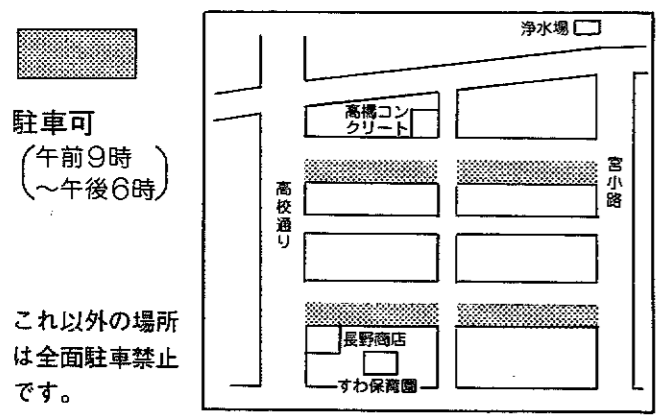 駐車可
(午前9時
～午後6時)
これ以外の場所
は全面駐車禁止
です。
浄水場
高橋コン
クリート
高校通り
宮小路
長野商店
すわ保育園